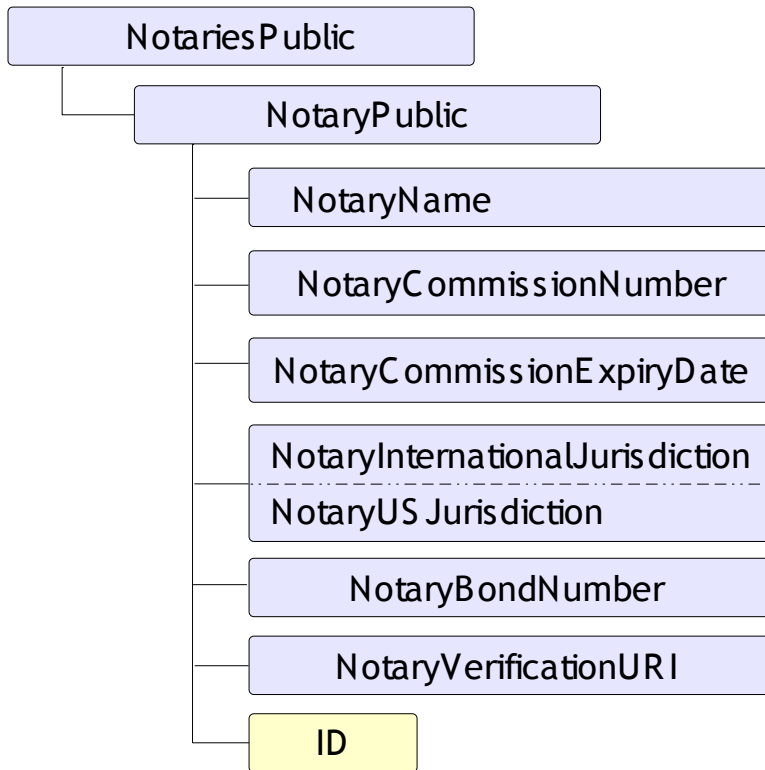 NotariesPublic
NotaryPublic
NotaryName
NotaryCommissionNumber
NotaryCommissionExpiryDate
NotaryInternationalJurisdiction
NotaryUSJurisdiction
NotaryBondNumber
NotaryVerificationURI
ID